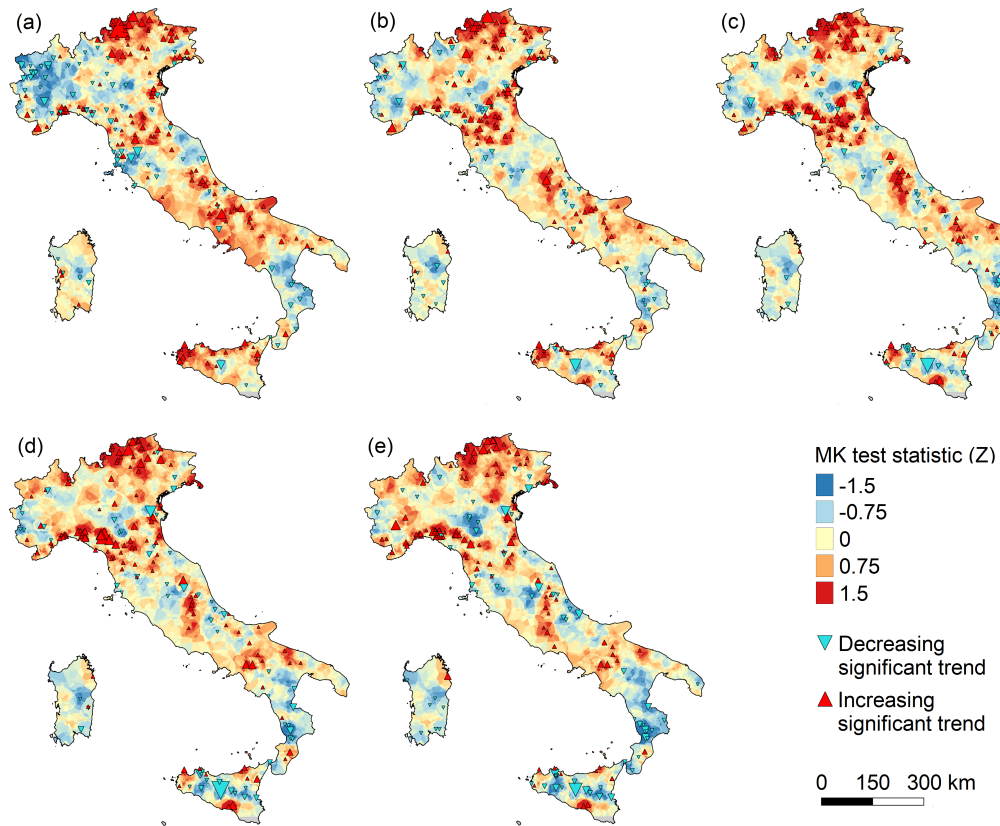 (a)
(b)
(c)
(d)
(e)
MK test statistic (Z)
-1.5
-0.75
0
0.75
1.5
Decreasing
significant trend
Increasing
significant trend
0 150 300 km